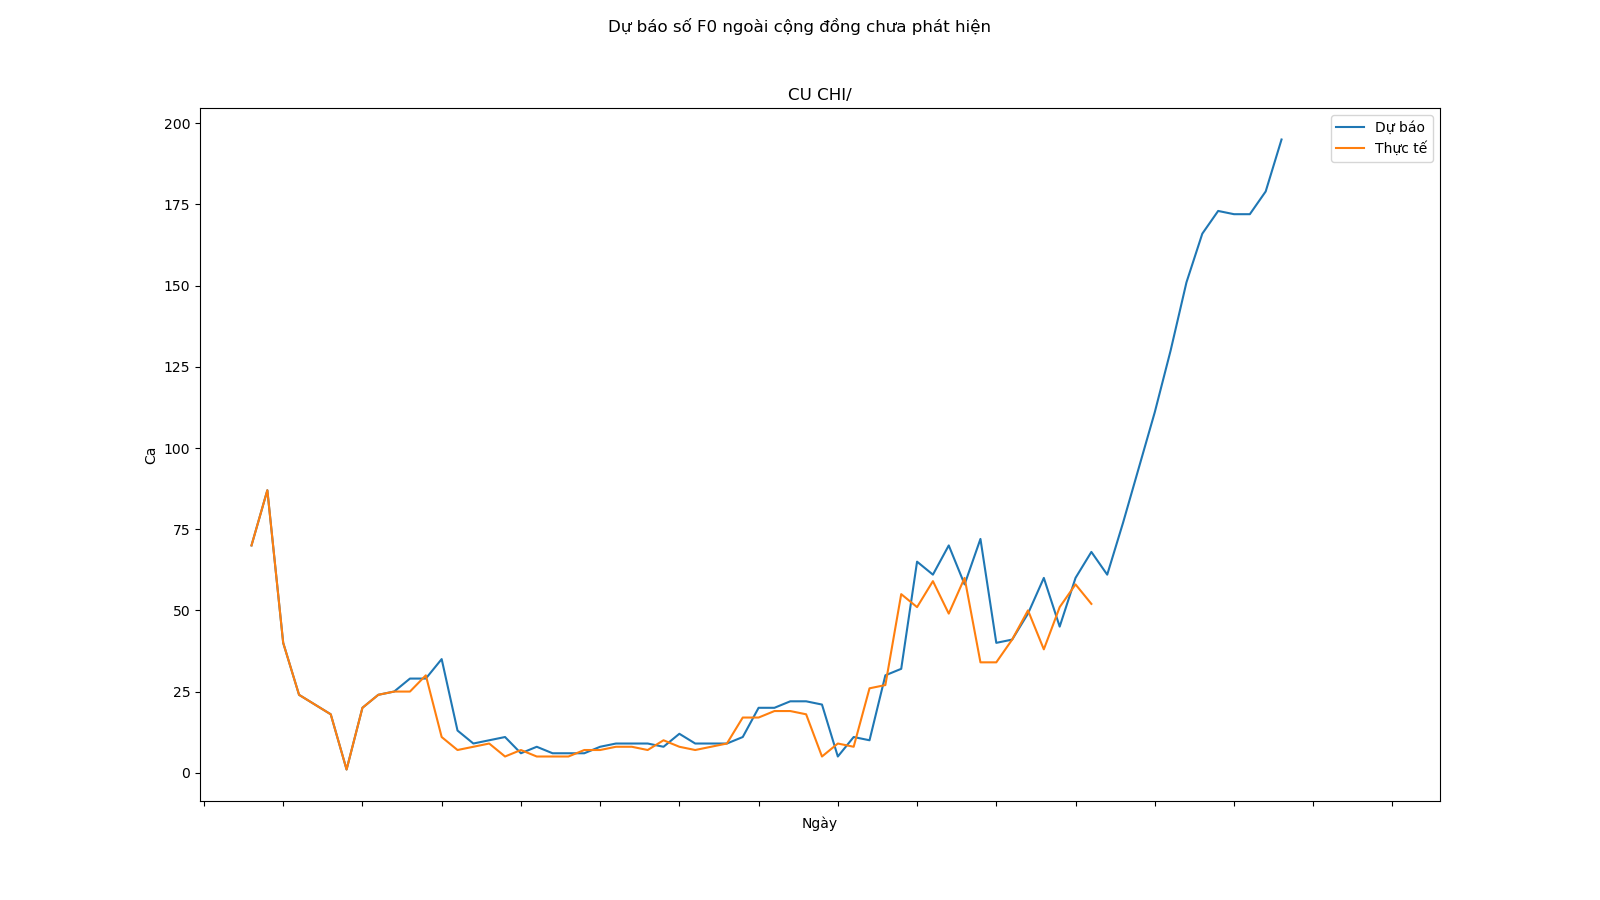 Dự báo số F0 ngoài cộng đồng chưa phát hiện
CU CHI/
Dự báo
Thực tế
200
175
150
125
100
75
50
25
0
Ca
Ngày